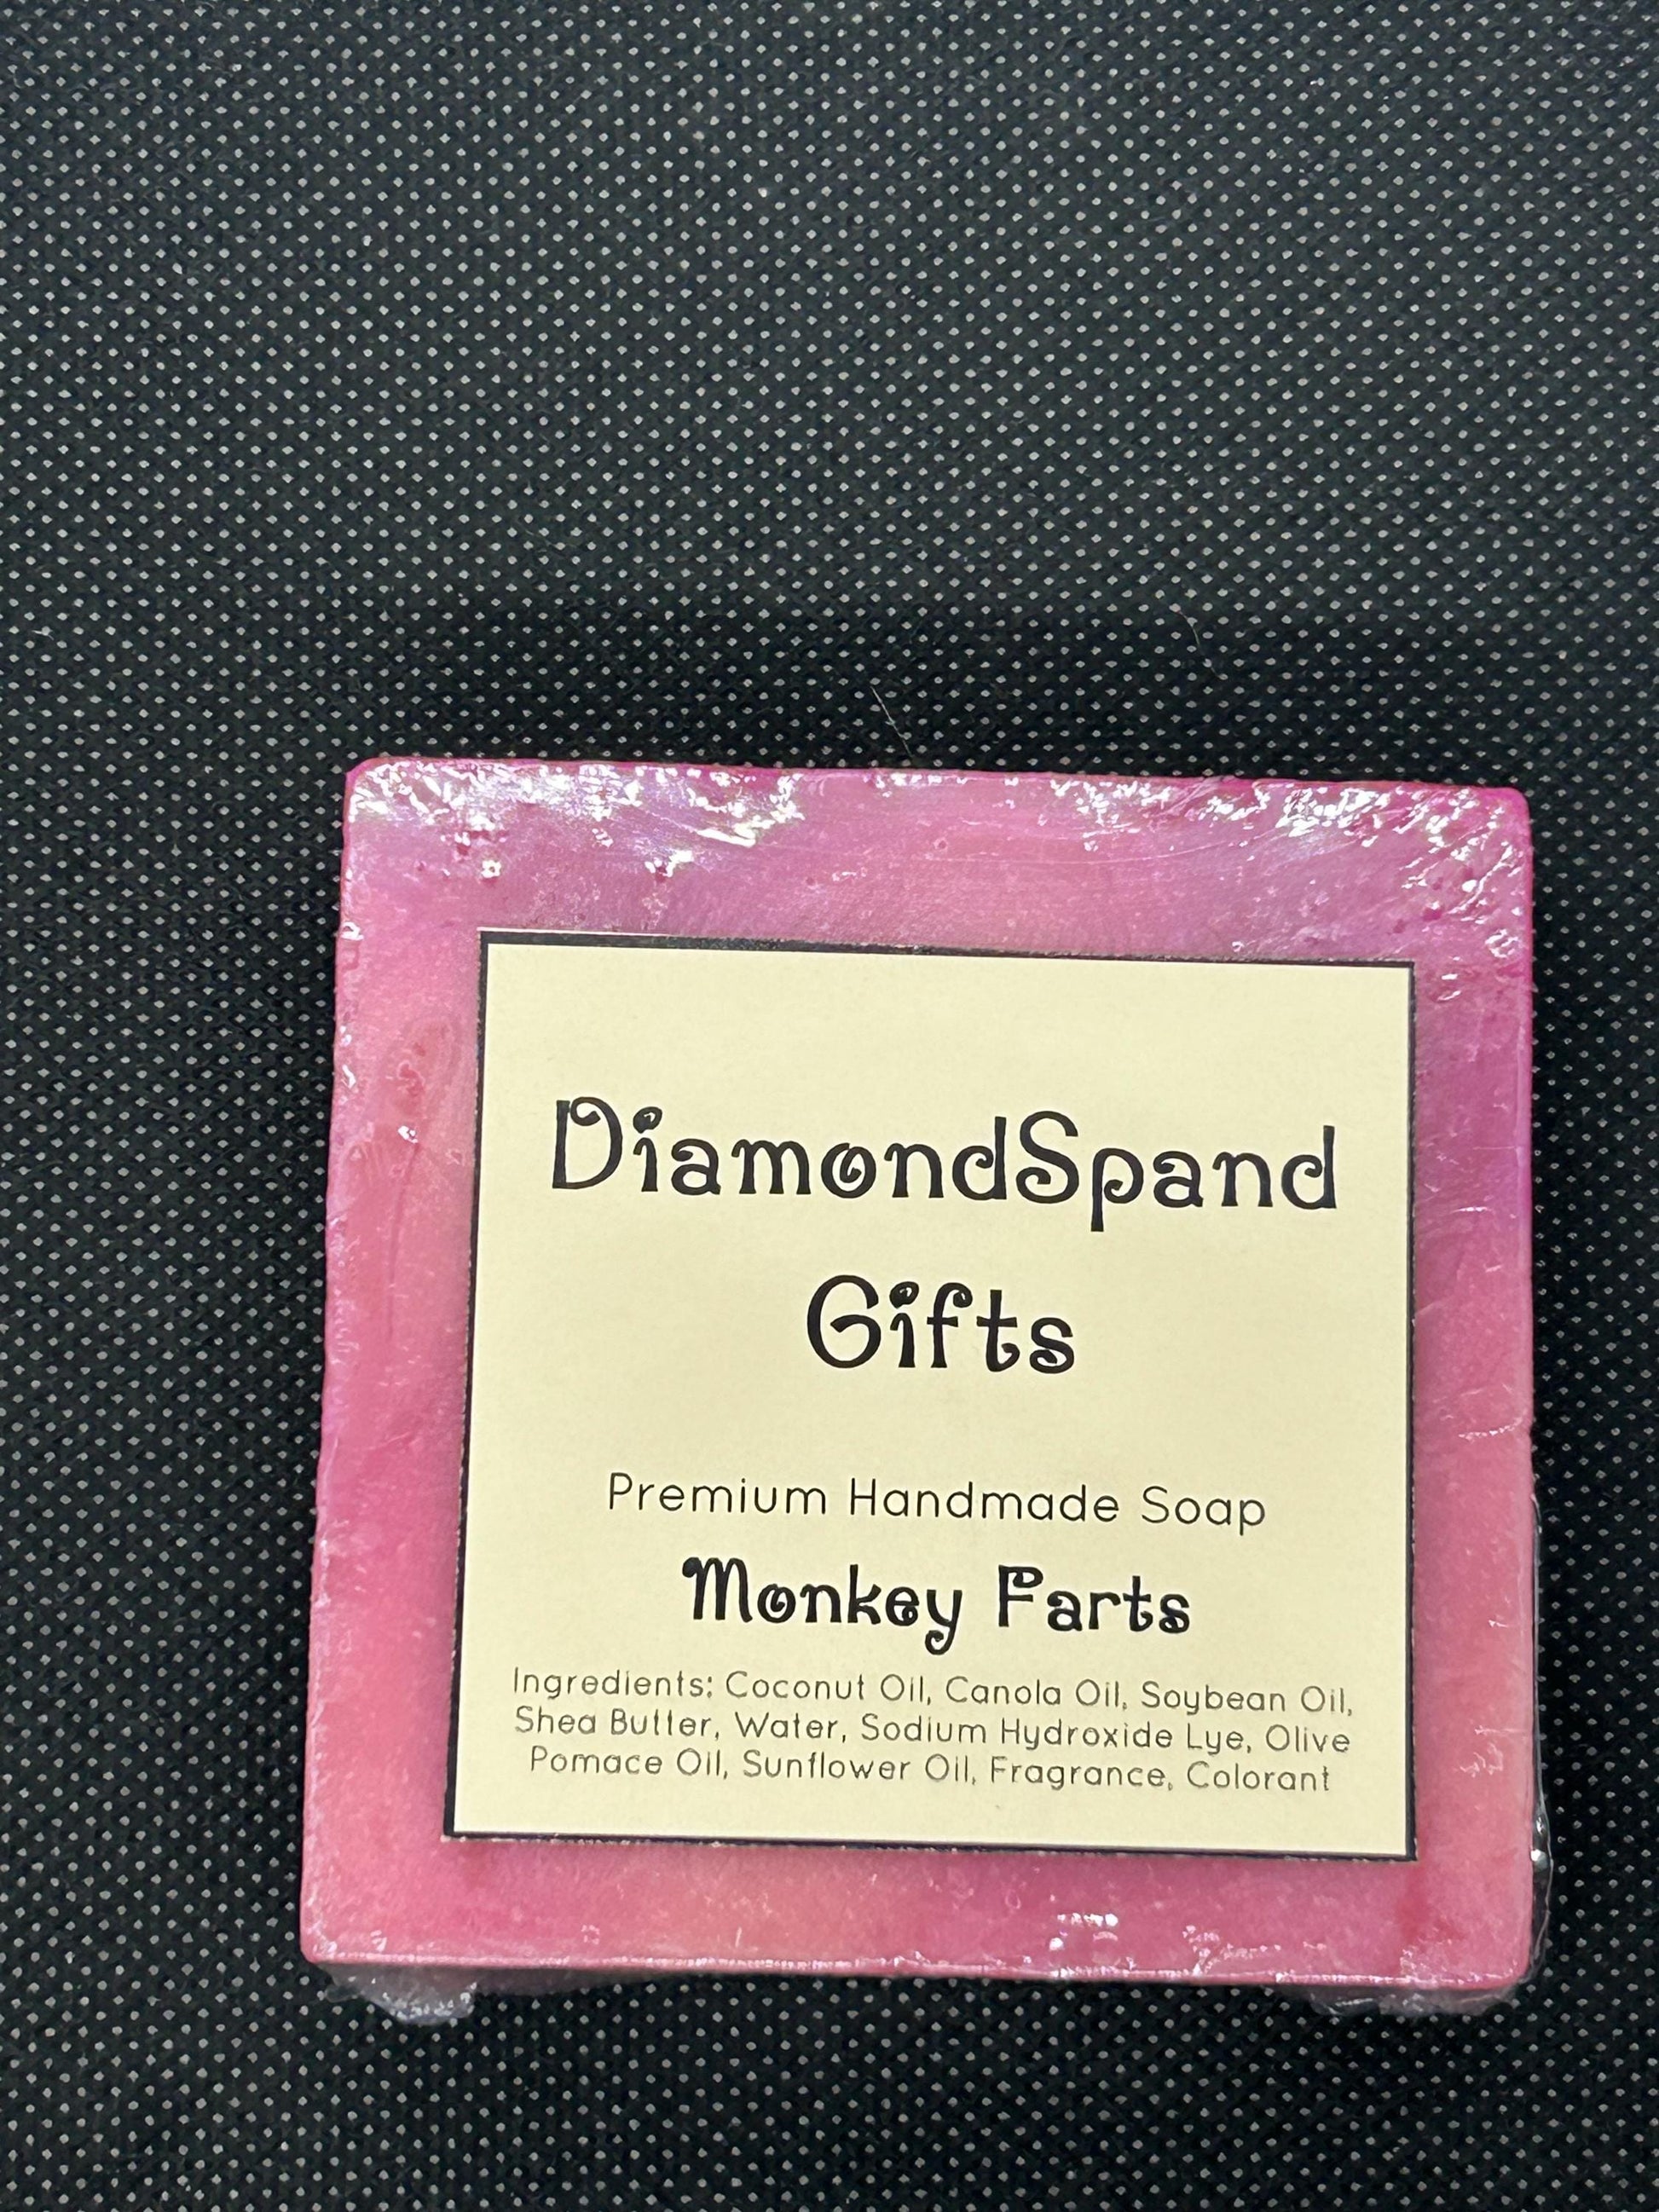 DiamondSpand
Gifts
Premium Handmade Soap
Monkey Farts
Ingredients: Coconut Oil, Canola Oil, Soybean Oil,
Shea Butter, Water, Sodium Hydroxide Lye, Olive
Pomace Oil, Sunflower Oil, Fragrance, Colorant